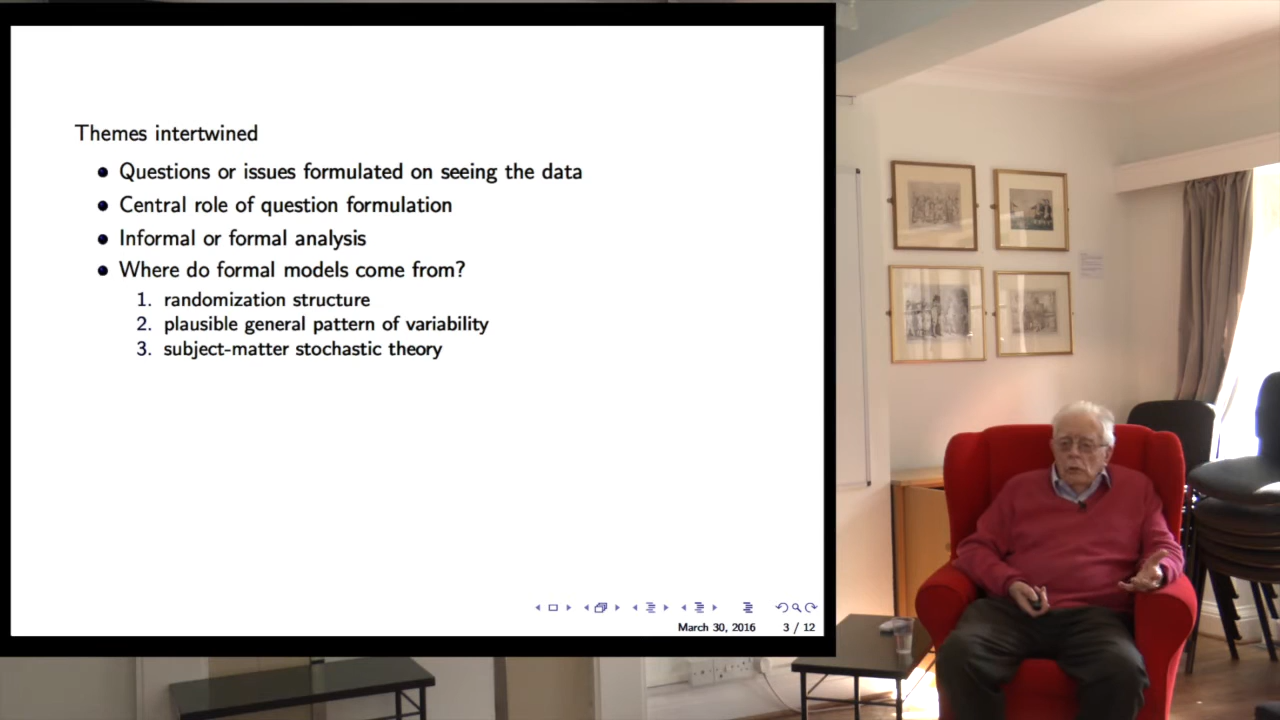 Themes intertwined
• Questions or issues formulated on seeing the data
• Central role of question formulation
• Informal or formal analysis
• Where do formal models come from?
1. randomization structure
2. plausible general pattern of variability
3. subject-matter stochastic theory
March 30, 2016 3 / 12